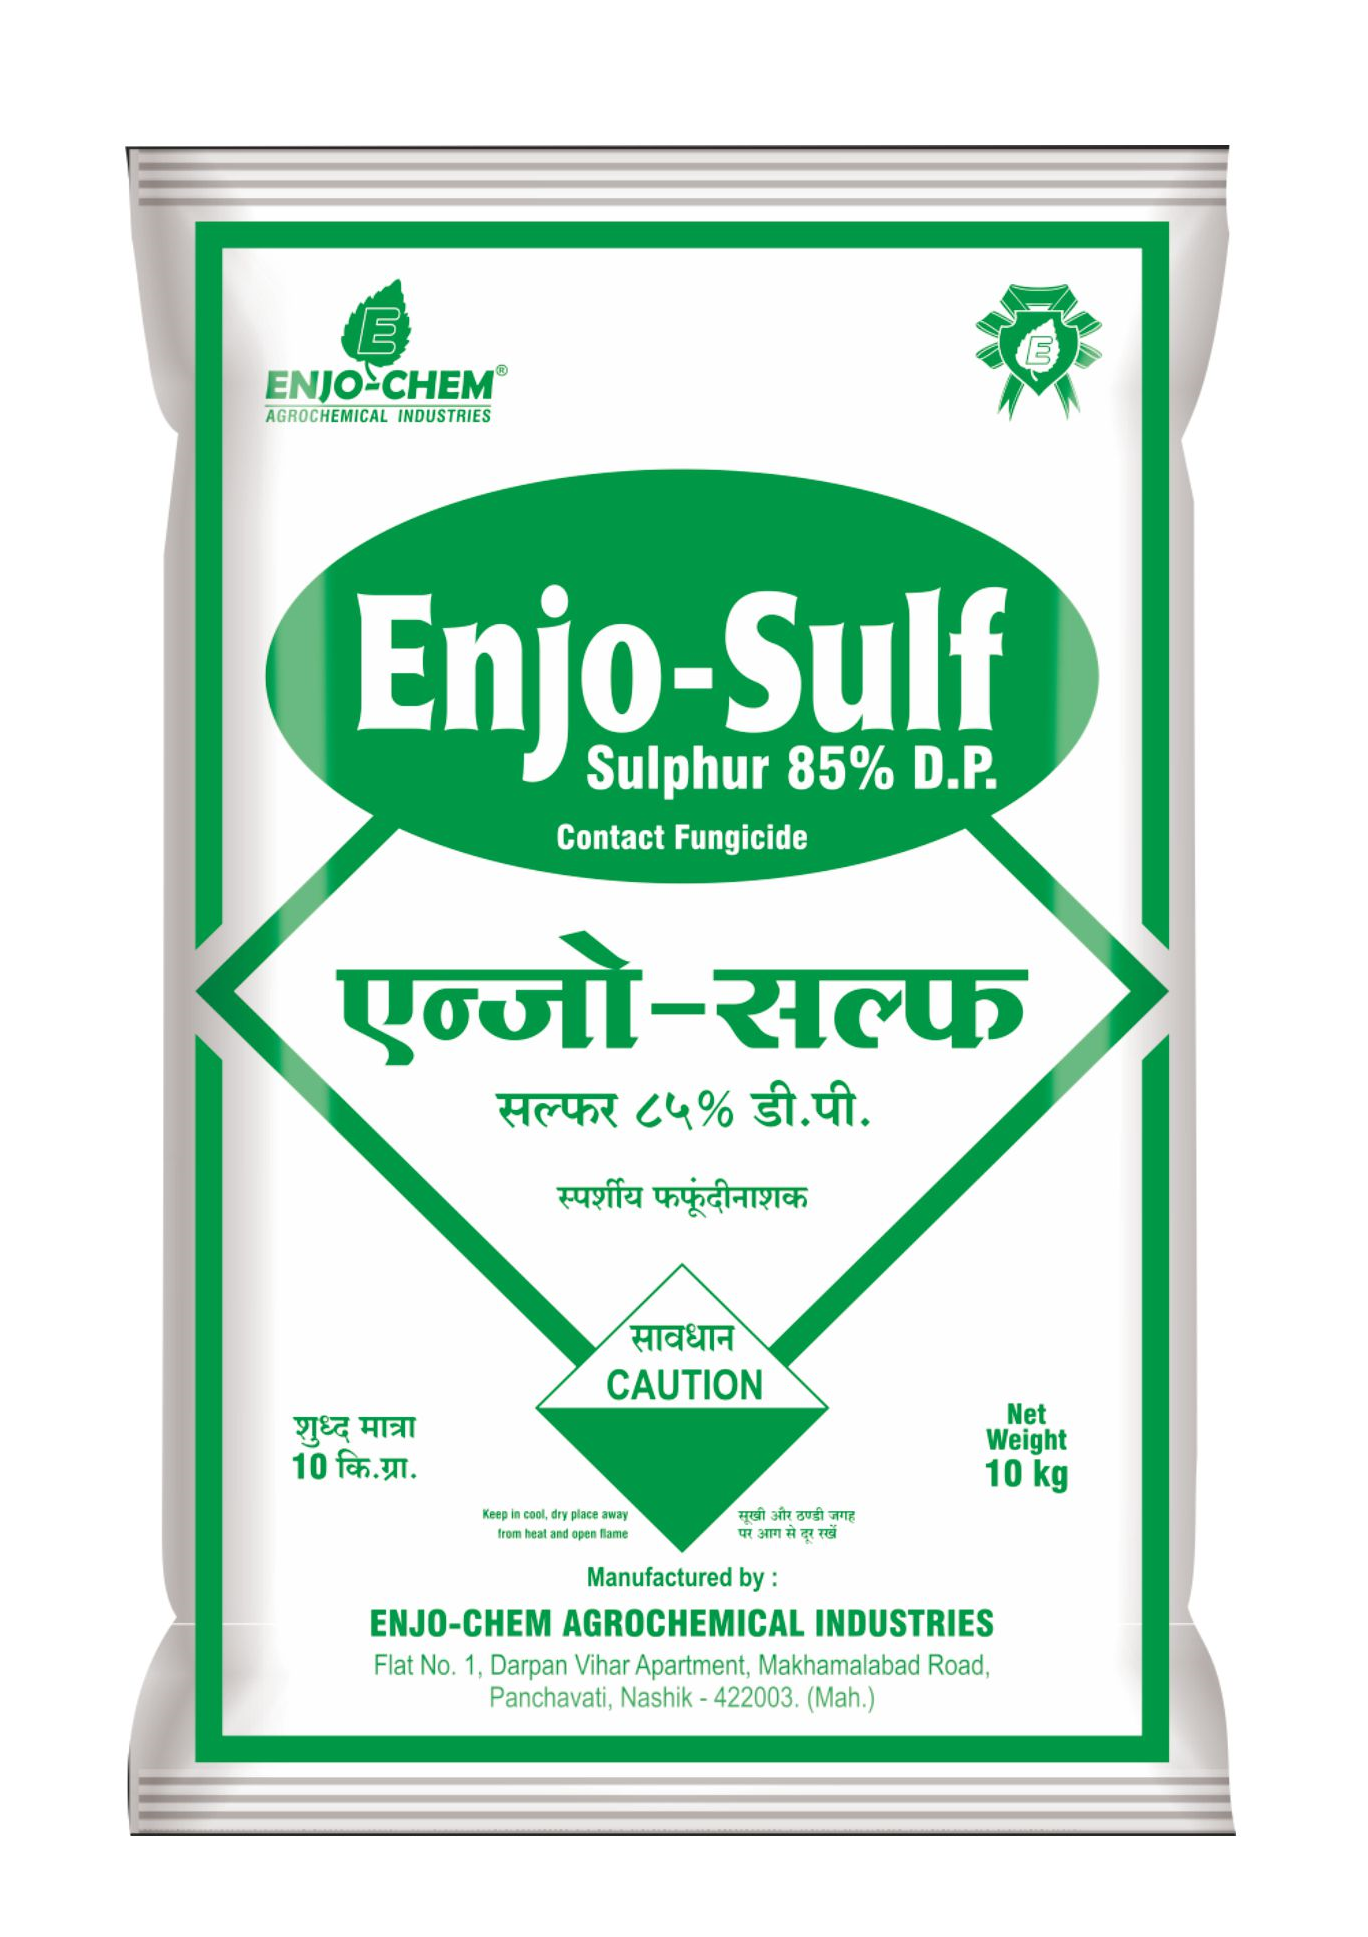 E
ENJO-CHEM®
AGROCHEMICAL INDUSTRIES
E
Enjo-Sulf
Sulphur 85% D.P.
Contact Fungicide
एन्जो-सल्फ
सल्फर ८५% डी.पी.
स्पर्शीय फफूंदीनाशक
सावधान
CAUTION
शुध्द मात्रा
10 कि.ग्रा.
Net
Weight
10 kg
Keep in cool, dry place away
from heat and open flame
सूखी और ठण्डी जगह
पर आग से दूर रखें
Manufactured by :
ENJO-CHEM AGROCHEMICAL INDUSTRIES
Flat No. 1, Darpan Vihar Apartment, Makhamalabad Road,
Panchavati, Nashik - 422003. (Mah.)